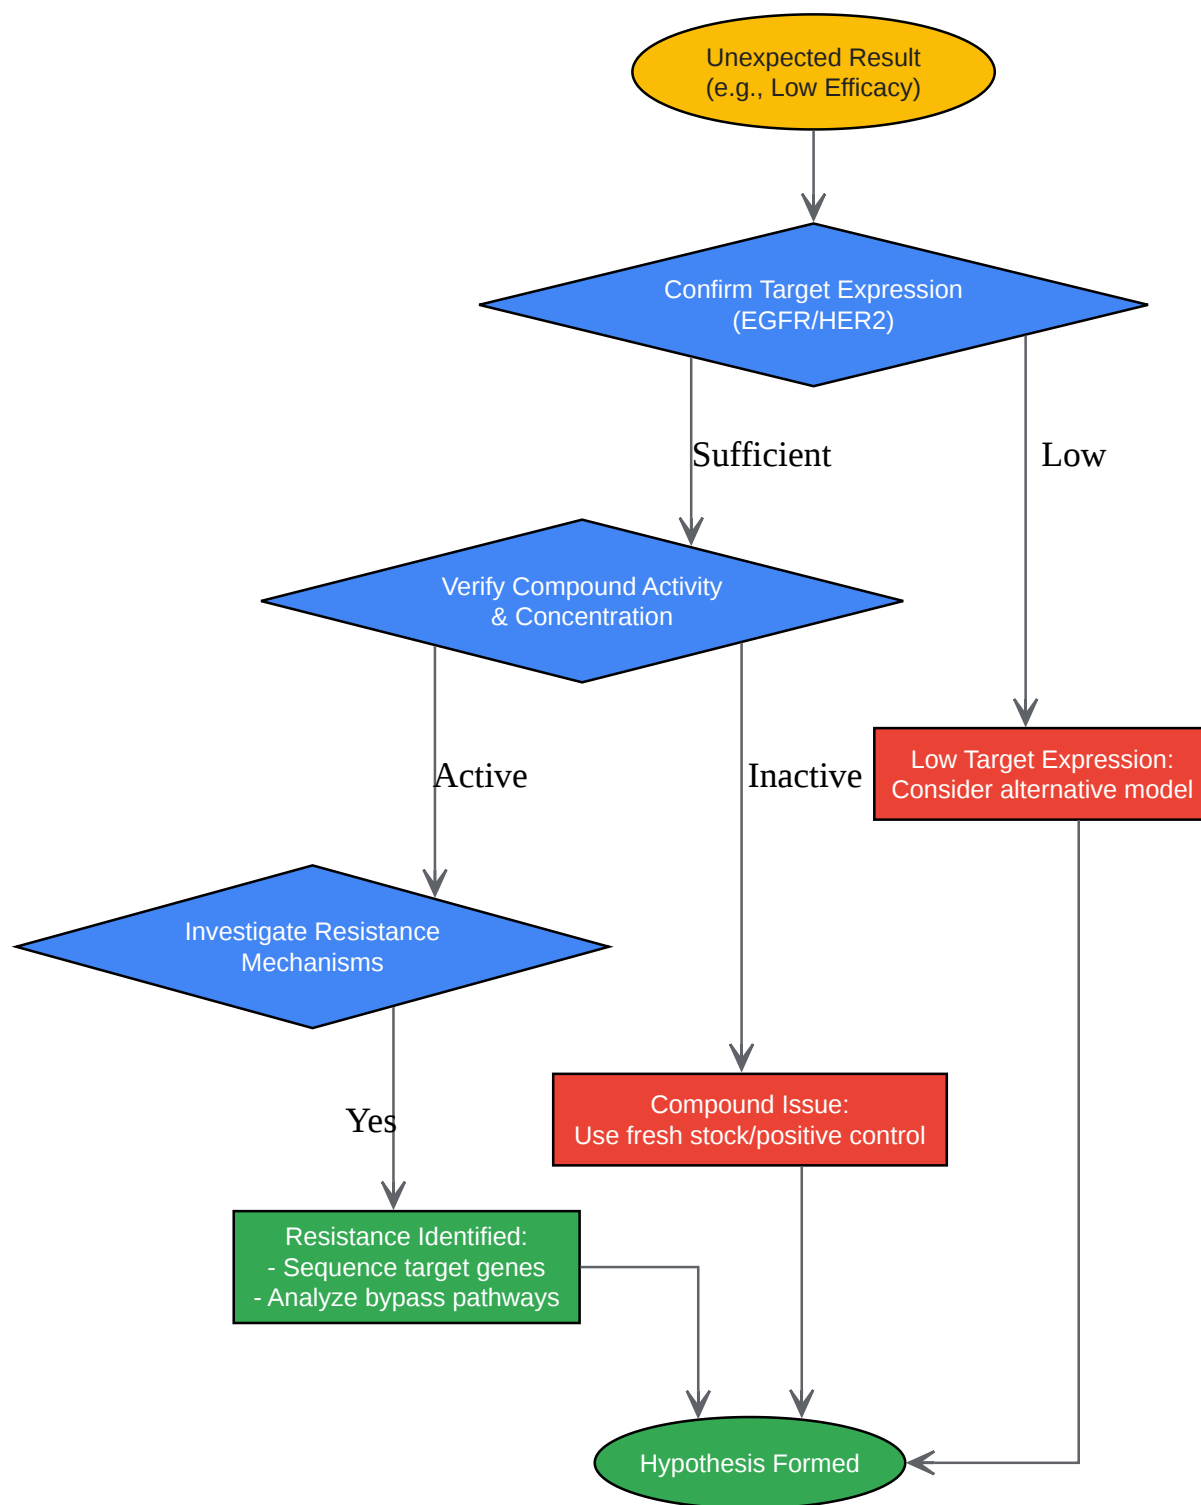 Unexpected Result
(e.g., Low Efficacy)
Confirm Target Expression
(EGFR/HER2)
Sufficient
Low
Verify Compound Activity
& Concentration
Low Target Expression:
Consider alternative model
Active
Inactive
Investigate Resistance
Mechanisms
Compound Issue:
Use fresh stock/positive control
Yes
Resistance Identified:
- Sequence target genes
- Analyze bypass pathways
Hypothesis Formed